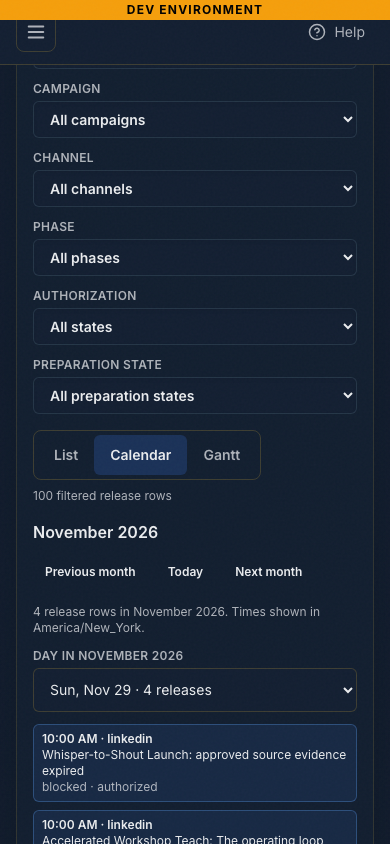 DEV ENVIRONMENT
Help
CAMPAIGN
All campaigns
CHANNEL
All channels
PHASE
All phases
AUTHORIZATION
All states
PREPARATION STATE
All preparation states
List Calendar Gantt
100 filtered release rows
November 2026
Previous month Today Next month
4 release rows in November 2026. Times shown in
America/New_York.
DAY IN NOVEMBER 2026
Sun, Nov 29 · 4 releases
10:00 AM · linkedin
Whisper-to-Shout Launch: approved source evidence
expired
blocked · authorized
10:00 AM · linkedin
Accelerated Workshop Teach: The operating loop